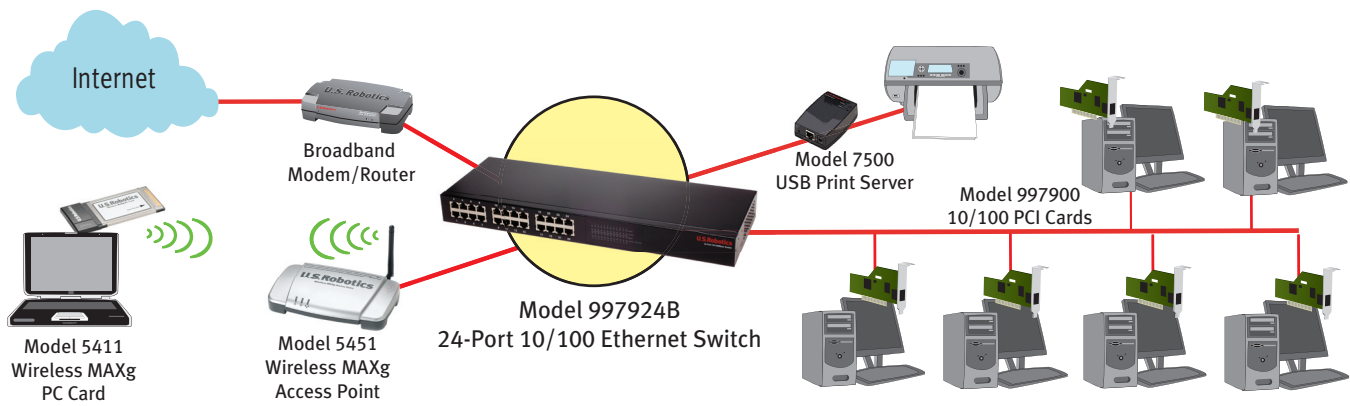 Internet
U.S.Robotics
Broadband
Modem/Router
Model 7500
USB Print Server
Model 997900
10/100 PCI Cards
U.S.Robotics
U.S.Robotics
U.S.Robotics
Model 997924B
24-Port 10/100 Ethernet Switch
Model 5411
Wireless MAXg
PC Card
Model 5451
Wireless MAXg
Access Point